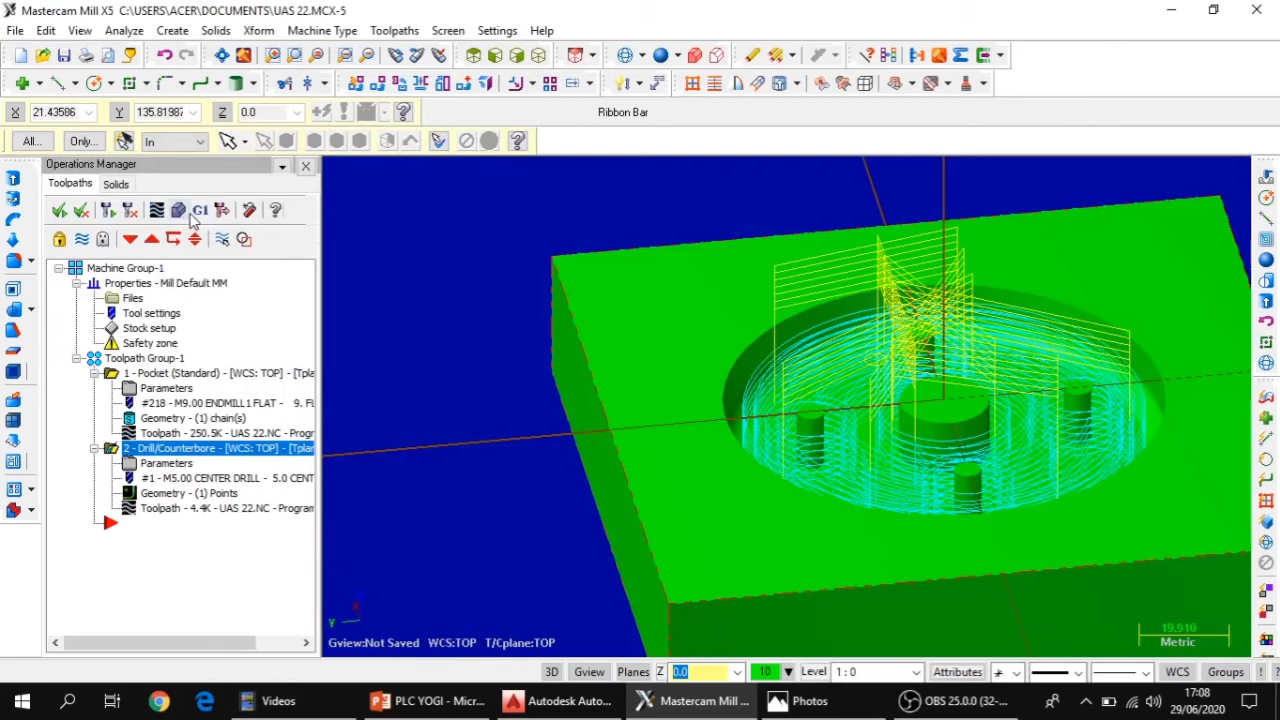 Mastercam Mill X5 C:\USERS\ACER\DOCUMENTS\UAS 22.MCX-5
File Edit View Analyze Create Solids Xform Machine Type Toolpaths Screen Settings Help
X 21.43586 Y 135.81987 Z 0.0 Ribbon Bar
All... Only... In
Operations Manager
Toolpaths Solids
G1
Machine Group-1
Properties - Mill Default MM
Files
Tool settings
Stock setup
Safety zone
Toolpath Group-1
1 - Pocket (Standard) - [WCS: TOP] - [Tpl
Parameters
#218 - M9.00 ENDMILL1 FLAT - 9. FL
Geometry - (1) chain(s)
Toolpath - 250.5K - UAS 22.NC - Progr
2 - Drill/Counterbore - [WCS: TOP] - [Tpl
Parameters
#1 - M5.00 CENTER DRILL - 5.0 CENT
Geometry - (1) Points
Toolpath - 4.4K - UAS 22.NC - Program
X
Y
Gview:Not Saved WCS:TOP T/Cplane:TOP
19.910
Metric
3D Gview Planes Z 0.0 10 Level 1 : 0 Attributes WCS Groups ! ?
Videos PLC YOGI - Micr... Autodesk Auto... Mastercam Mill ... Photos OBS 25.0.0 (32-... 17:08
29/06/2020